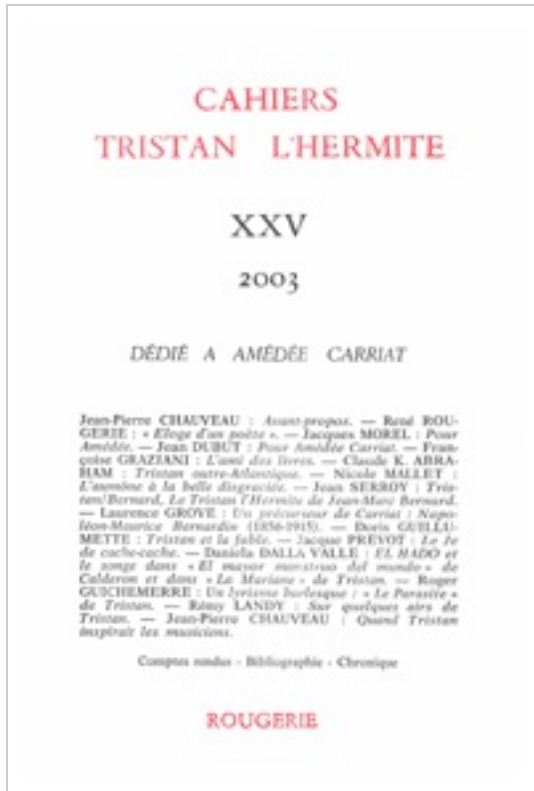 CAHIERS
TRISTAN L'HERMITE
XXV
2003
DÉDIÉ A AMÉDÉE CARRIAT
Jean-Pierre CHAUVEAU : Avant-propos. — René ROU-
GERIE : « Eloge d'un poète ». — Jacques MOREL : Pour
Amédée. — Jean DUBUT : Pour Amédée Carriat. — Fran-
çoise GRAZIANI : L'ami des livres. — Claude K. ABRA-
HAM : Tristan outre-Atlantique. — Nicole MALLET :
L'aumône à la belle disgraciée. — Jean SERROY : Tris-
tan/Bernard, Le Tristan l'Hermite de Jean-Marc Bernard.
— Laurence GROVE : Un précurseur de Carriat : Napo-
léon-Maurice Bernardin (1856-1915). — Doris GUILLU-
METTE : Tristan et la fable. — Jacque PRÉVOT : Le Je
de cache-cache. — Daniela DALLA VALLE : EL HADO et
le songe dans « El mayor monstruo del mundo » de
Calderon et dans « La Mariane » de Tristan. — Roger
GUICHEMERRE : Un lyrisme burlesque : « Le Parasite »
de Tristan. — Rémy LANDY : Sur quelques airs de
Tristan. — Jean-Pierre CHAUVEAU : Quand Tristan
inspirait les musiciens.
Comptes rendus - Bibliographie - Chronique
ROUGERIE